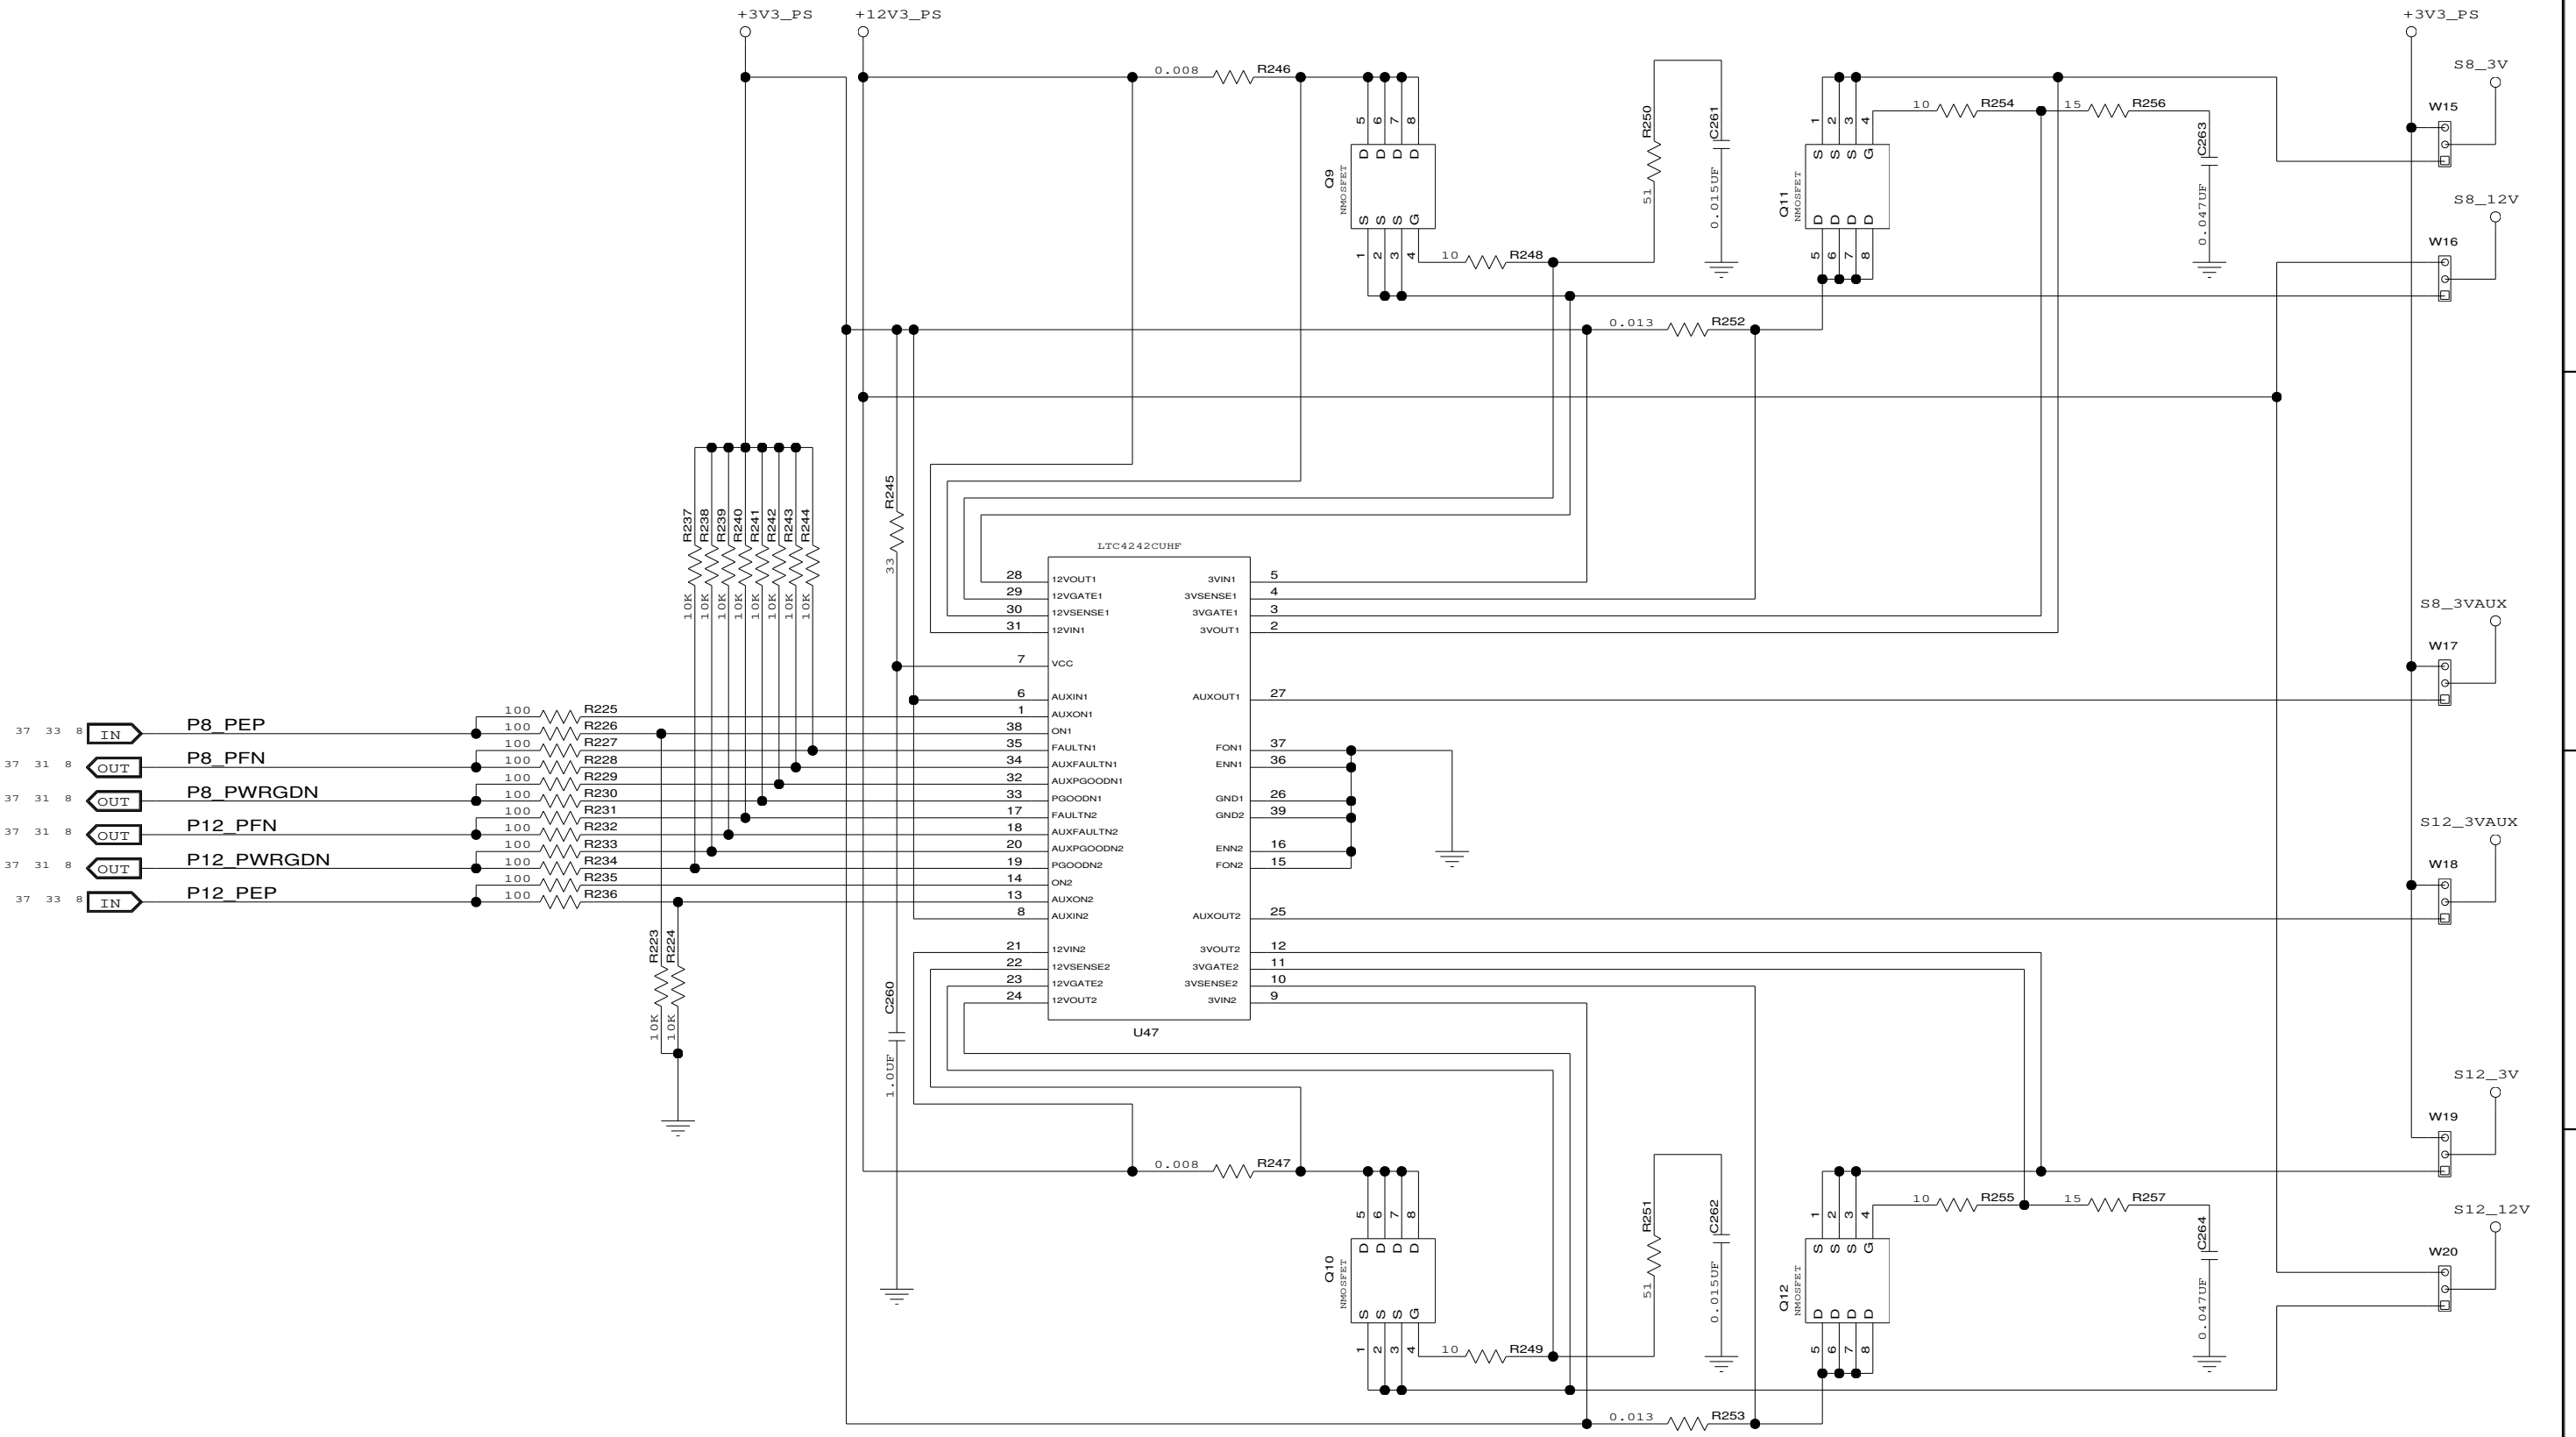 +3V3_PS +12V3_PS +3V3_PS
0.008 R246
R250 51
C261 0.015UF
10 R254 15 R256
C263 0.047UF
S8_3V
W15
Q9 NMOSFET
5 6 7 8
D D D D
S S S G
1 2 3 4
Q11 NMOSFET
1 2 3 4
S S S G
D D D D
5 6 7 8
S8_12V
W16
10 R248
0.013 R252
R237 R238 R239 R240 R241 R242 R243 R244
10K 10K 10K 10K 10K 10K 10K 10K
R245 33
LTC4242CUHF
28 12VOUT1 3VIN1 5
29 12VGATE1 3VSENSE1 4
30 12VSENSE1 3VGATE1 3
31 12VIN1 3VOUT1 2
7 VCC
6 AUXIN1 AUXOUT1 27
1 AUXON1
38 ON1
35 FAULTN1 FON1 37
34 AUXFAULTN1 ENN1 36
32 AUXPGOODN1
33 PGOODN1 GND1 26
17 FAULTN2 GND2 39
18 AUXFAULTN2
20 AUXPGOODN2 ENN2 16
19 PGOODN2 FON2 15
14 ON2
13 AUXON2
8 AUXIN2 AUXOUT2 25
21 12VIN2 3VOUT2 12
22 12VSENSE2 3VGATE2 11
23 12VGATE2 3VSENSE2 10
24 12VOUT2 3VIN2 9
U47
S8_3VAUX
W17
S12_3VAUX
W18
37 33 8 IN P8_PEP
37 31 8 OUT P8_PFN
37 31 8 OUT P8_PWRGDN
37 31 8 OUT P12_PFN
37 31 8 OUT P12_PWRGDN
37 33 8 IN P12_PEP
100 R225
100 R226
100 R227
100 R228
100 R229
100 R230
100 R231
100 R232
100 R233
100 R234
100 R235
100 R236
R223 R224
10K 10K
C260 1.0UF
0.008 R247
R251 51
C262 0.015UF
10 R255 15 R257
C264 0.047UF
S12_3V
W19
Q10 NMOSFET
5 6 7 8
D D D D
S S S G
1 2 3 4
Q12 NMOSFET
1 2 3 4
S S S G
D D D D
5 6 7 8
S12_12V
W20
10 R249
0.013 R253